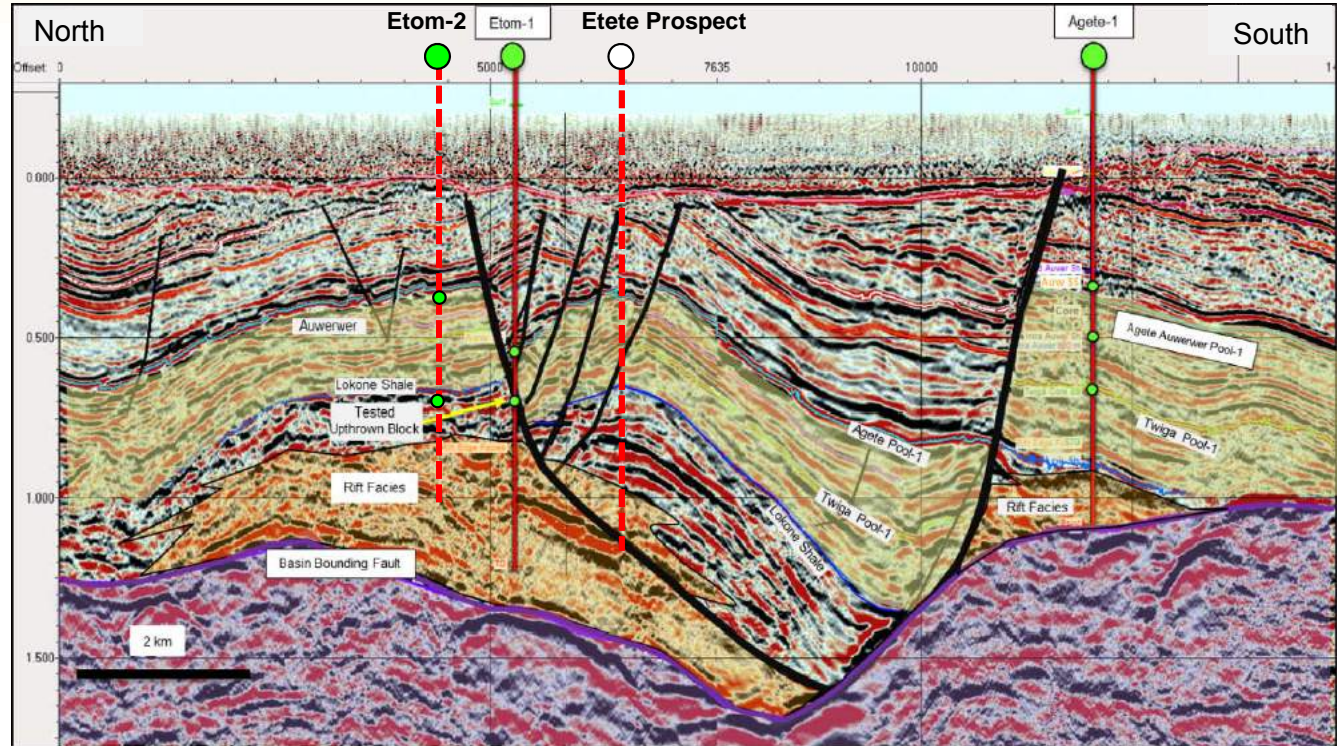 North
Etom-2
Etom-1
Etete Prospect
Agete-1
South
Offset:
0
5000
7635
10000
0.000
0.500
1.000
1.500
Auwerwer
Lokone Shale
Tested
Upthrown Block
Rift Facies
Basin Bounding Fault
2 km
Agete Pool-1
Twiga Pool-1
Lokone Shale
Agete Auwerwer Pool-1
Twiga Pool-1
Rift Facies